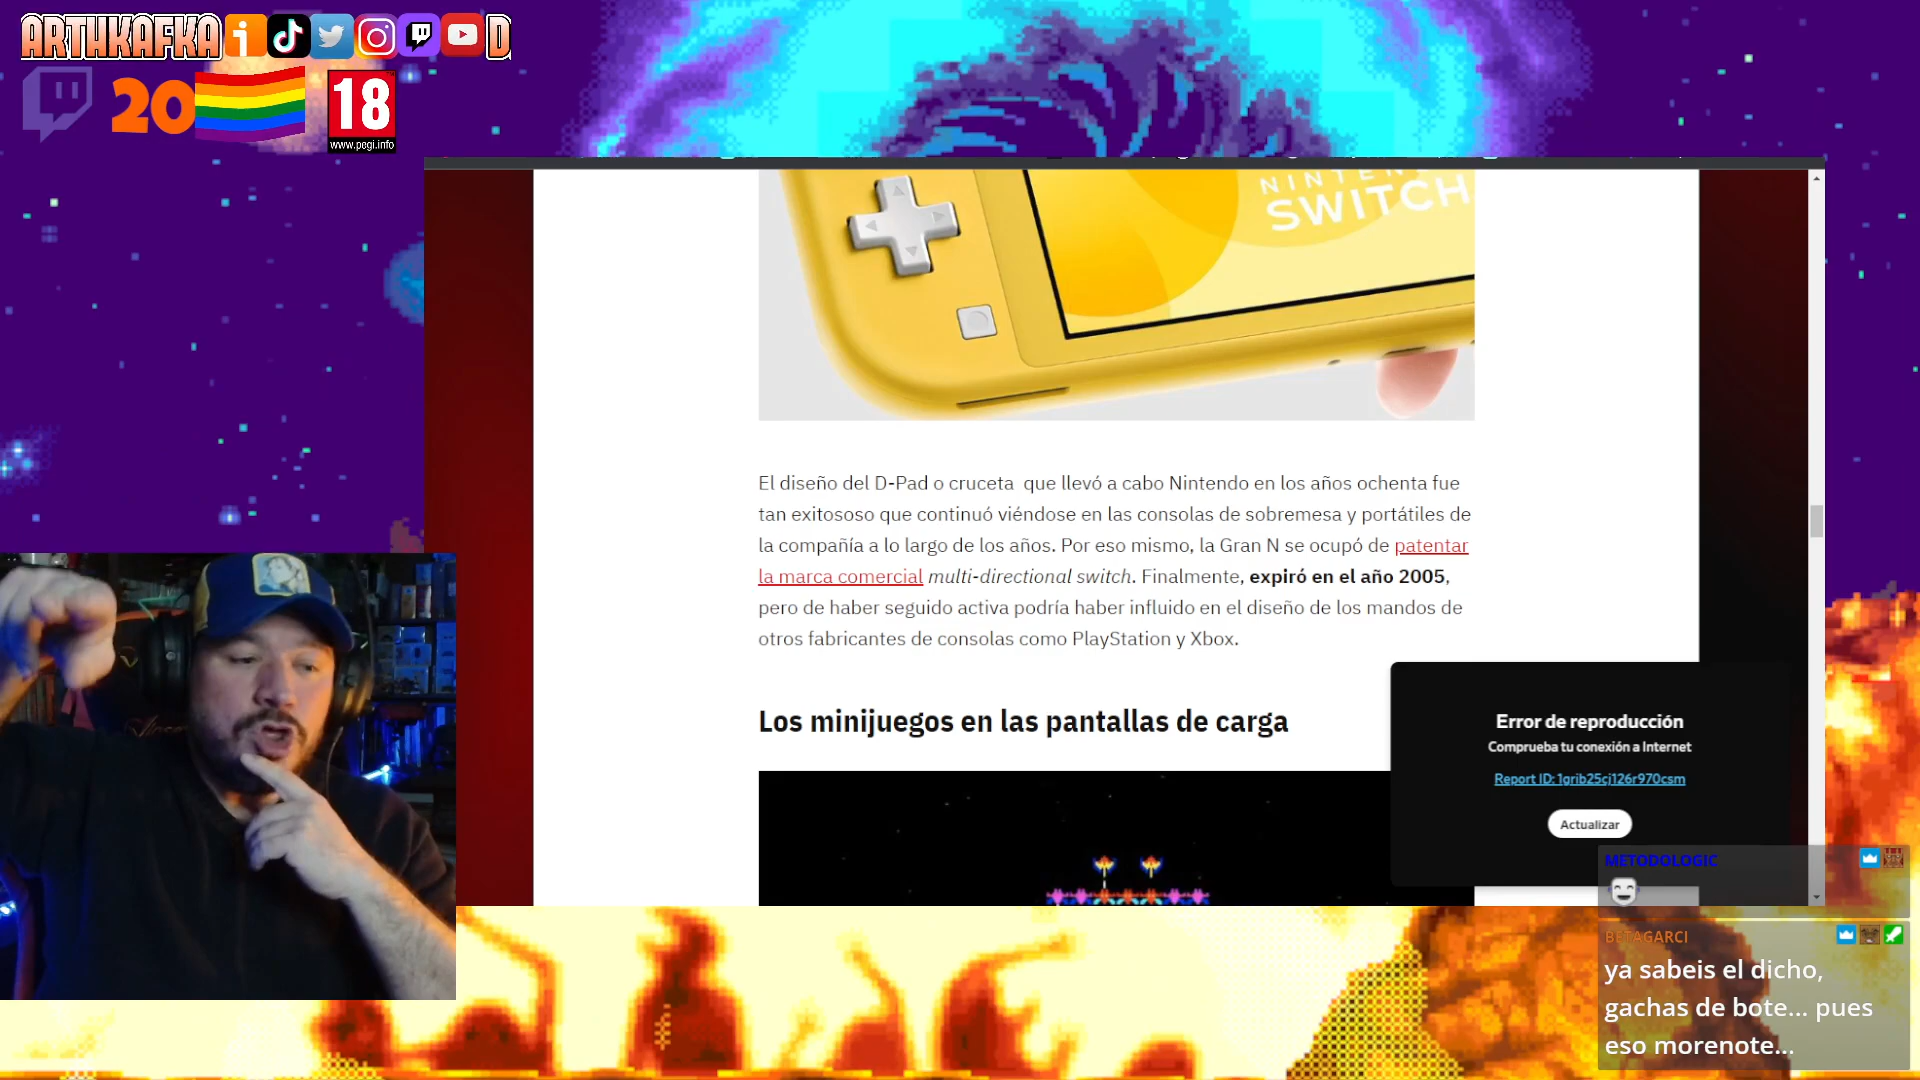 ARTHKAFKA
D
20
18
www.pegi.info
NINTEN
SWITCH
El diseño del D-Pad o cruceta  que llevó a cabo Nintendo en los años ochenta fue
tan exitososo que continuó viéndose en las consolas de sobremesa y portátiles de
la compañía a lo largo de los años. Por eso mismo, la Gran N se ocupó de patentar
la marca comercial multi-directional switch. Finalmente, expiró en el año 2005,
pero de haber seguido activa podría haber influido en el diseño de los mandos de
otros fabricantes de consolas como PlayStation y Xbox.
Los minijuegos en las pantallas de carga
Error de reproducción
Comprueba tu conexión a Internet
Report ID: 1grib25cj126r970csm
Actualizar
METODOLOGIC
BETAGARCI
ya sabeis el dicho,
gachas de bote... pues
eso morenote...